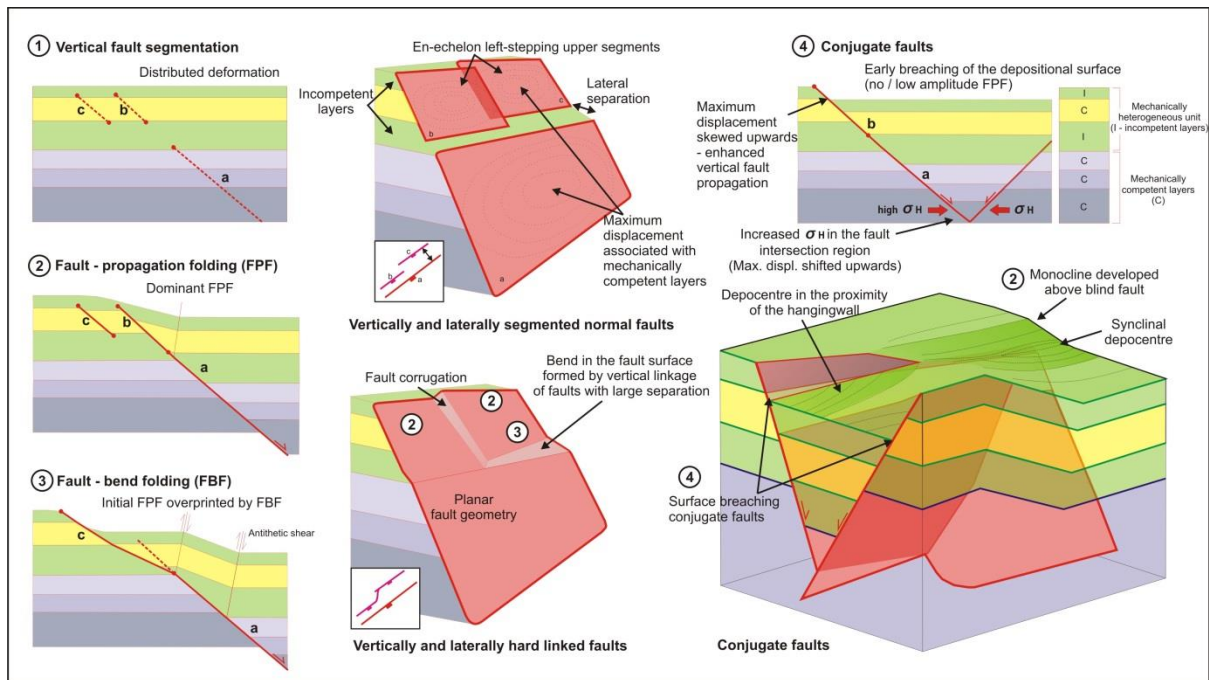 1 Vertical fault segmentation
Distributed deformation
c
b
a
2 Fault - propagation folding (FPF)
Dominant FPF
c
b
a
3 Fault - bend folding (FBF)
Initial FPF overprinted by FBF
Antithetic shear
c
a
En-echelon left-stepping upper segments
Incompetent
layers
Lateral
separation
b
c
a
Maximum
displacement
associated with
mechanically
competent layers
c
b
a
Vertically and laterally segmented normal faults
Fault corrugation
Bend in the fault surface
formed by vertical linkage
of faults with large separation
2
2
3
Planar
fault geometry
Vertically and laterally hard linked faults
4 Conjugate faults
Early breaching of the depositional surface
(no / low amplitude FPF)
Maximum
displacement
skewed upwards
- enhanced
vertical fault
propagation
b
a
high σH
σH
I
C
I
C
C
C
Mechanically
heterogeneous unit
(I - incompetent layers)
Mechanically
competent layers
(C)
Increased σH in the fault
intersection region
(Max. displ. shifted upwards)
2 Monocline developed
above blind fault
Depocentre in the proximity
of the hangingwall
Synclinal
depocentre
4
Surface breaching
conjugate faults
Conjugate faults